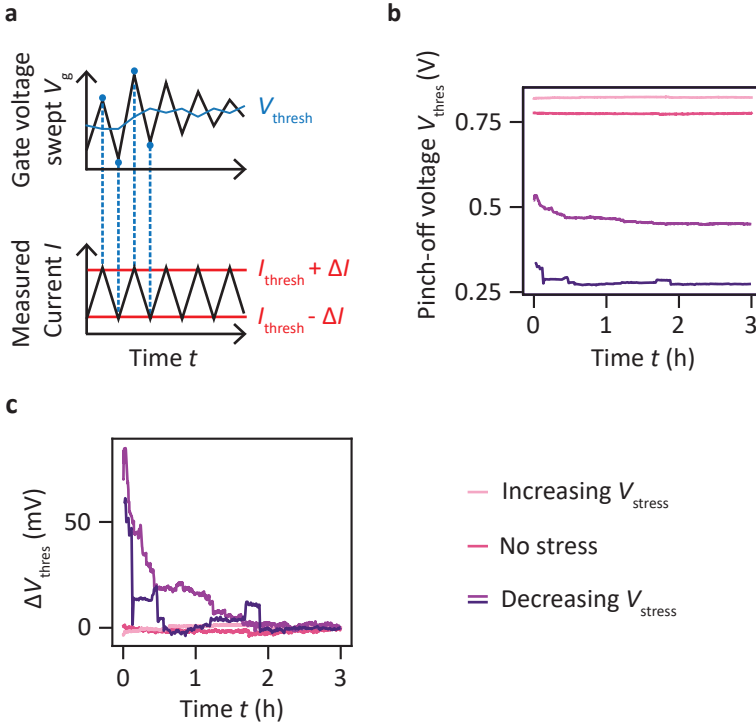 a
Gate voltage
swept V_g
V_thresh
Measured
Current I
I_thresh + ΔI
I_thresh - ΔI
Time t
b
Pinch-off voltage V_thres (V)
0.75
0.5
0.25
0 1 2 3
Time t (h)
c
ΔV_thres (mV)
50
0
0 1 2 3
Time t (h)
Increasing V_stress
No stress
Decreasing V_stress